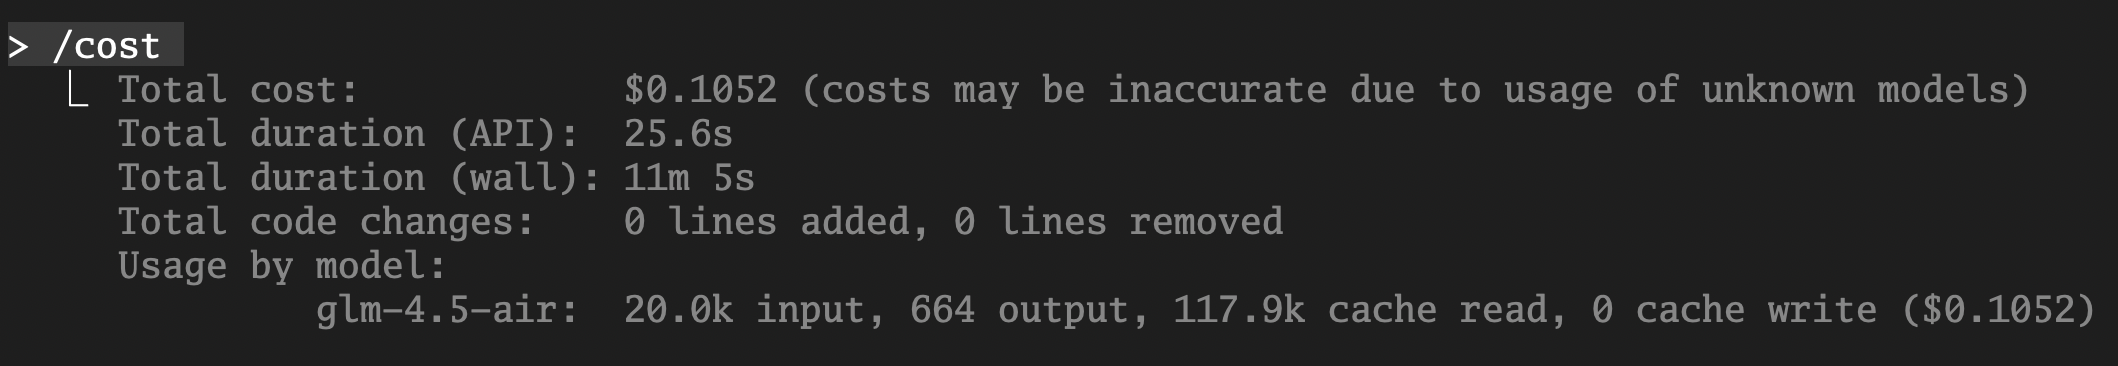 > /cost
Total cost: $0.1052 (costs may be inaccurate due to usage of unknown models)
Total duration (API): 25.6s
Total duration (wall): 11m 5s
Total code changes: 0 lines added, 0 lines removed
Usage by model:
glm-4.5-air: 20.0k input, 664 output, 117.9k cache read, 0 cache write ($0.1052)